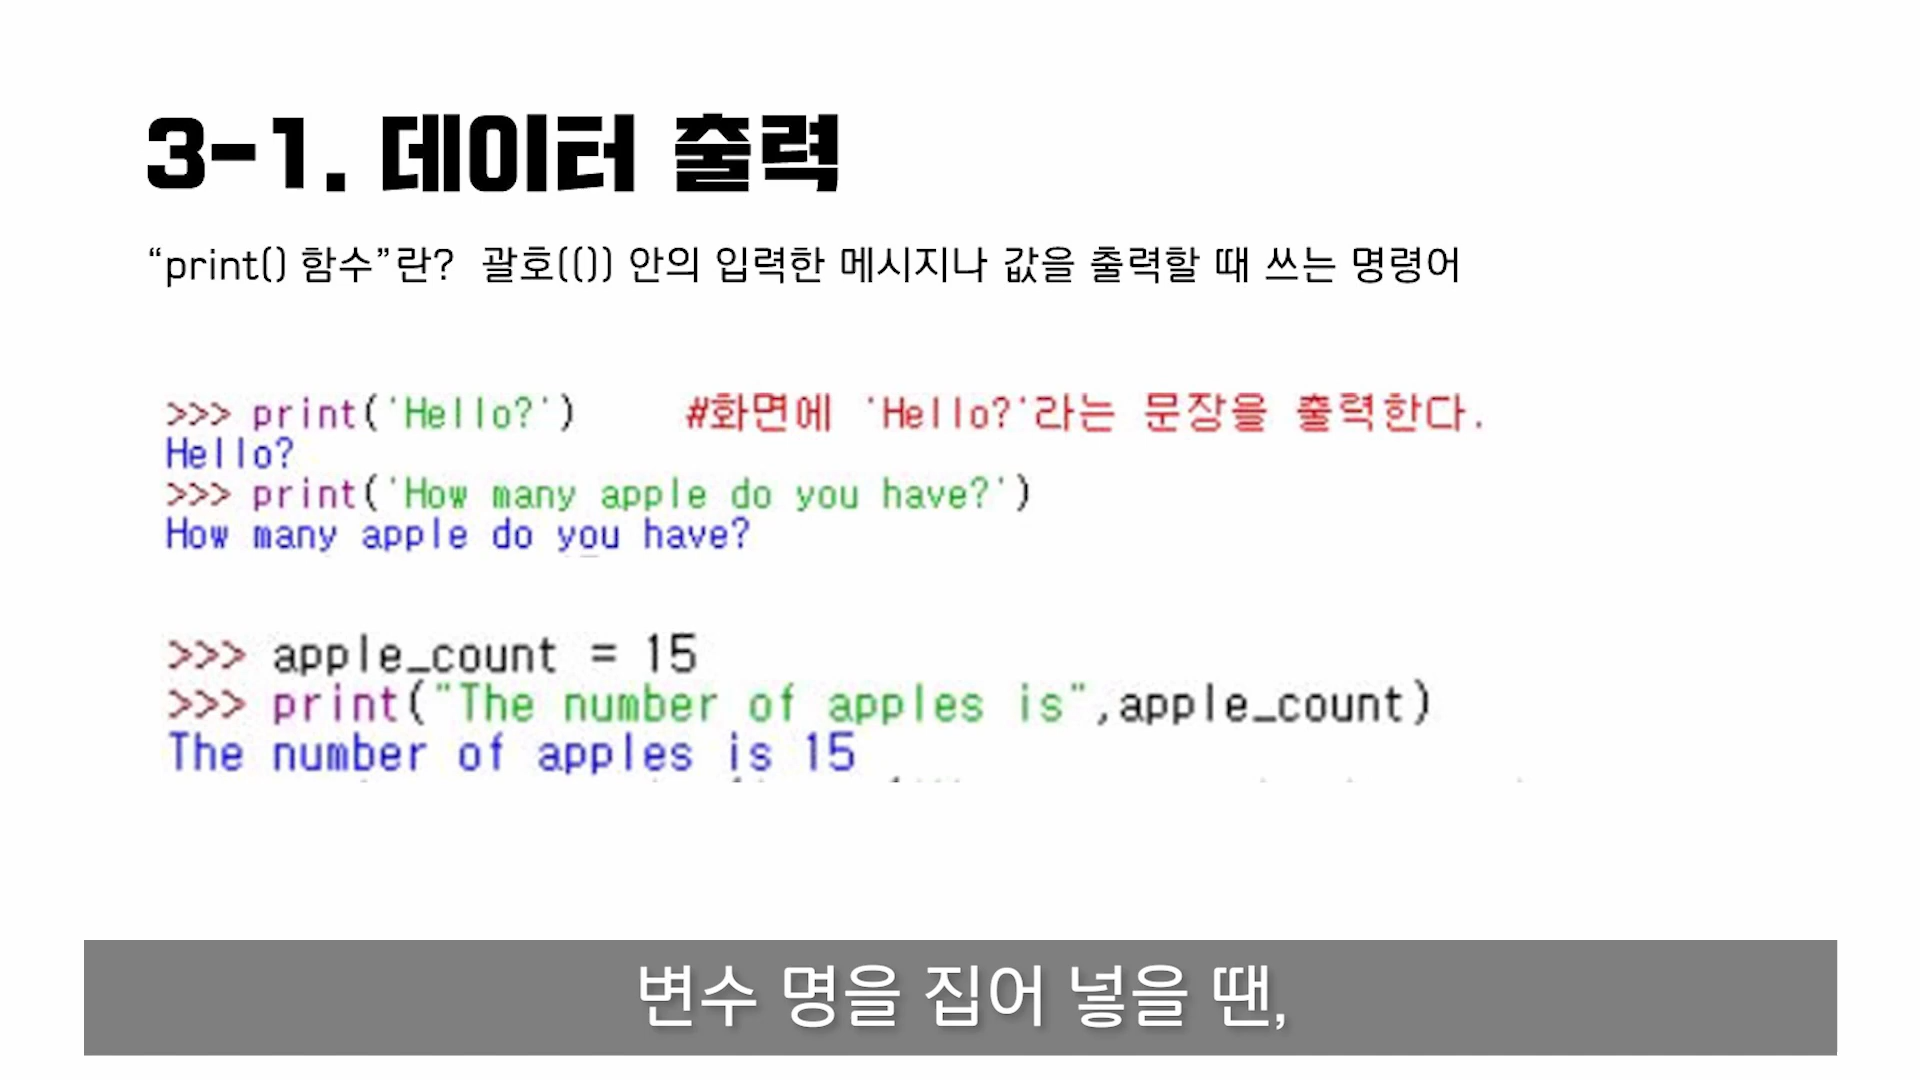 3-1. 데이터 출력
“print() 함수”란? 괄호(()) 안의 입력한 메시지나 값을 출력할 때 쓰는 명령어
>>> print('Hello?') #화면에 'Hello?'라는 문장을 출력한다.
Hello?
>>> print('How many apple do you have?')
How many apple do you have?
>>> apple_count = 15
>>> print("The number of apples is",apple_count)
The number of apples is 15
변수 명을 집어 넣을 땐,